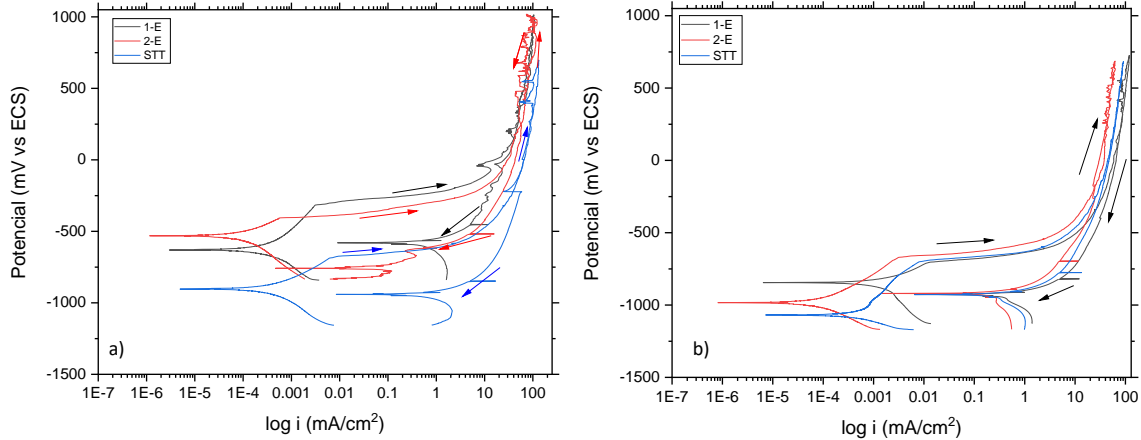 1000
500
0
-500
-1000
-1500
Potencial (mV vs ECS)
1-E
2-E
STT
a)
1E-7 1E-6 1E-5 1E-4 0.001 0.01 0.1 1 10 100
log i (mA/cm²)
1000
500
0
-500
-1000
-1500
Potencial (mV vs ECS)
1-E
2-E
STT
b)
1E-7 1E-6 1E-5 1E-4 0.001 0.01 0.1 1 10 100
log i (mA/cm²)